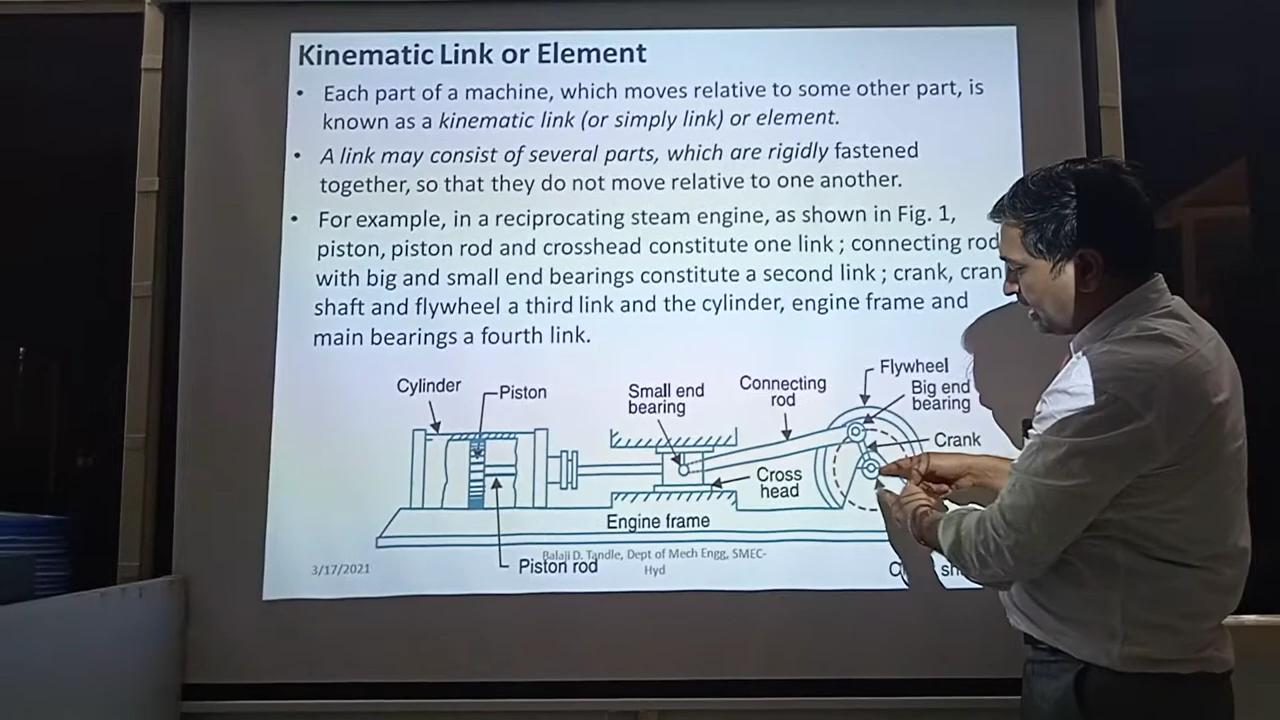 Kinematic Link or Element
• Each part of a machine, which moves relative to some other part, is
known as a kinematic link (or simply link) or element.
• A link may consist of several parts, which are rigidly fastened
together, so that they do not move relative to one another.
• For example, in a reciprocating steam engine, as shown in Fig. 1,
piston, piston rod and crosshead constitute one link ; connecting rod
with big and small end bearings constitute a second link ; crank, cran
shaft and flywheel a third link and the cylinder, engine frame and
main bearings a fourth link.
Cylinder
Piston
Small end
bearing
Connecting
rod
Flywheel
Big end
bearing
Crank
Cross
head
Engine frame
Piston rod
3/17/2021
Balaji D. Tandle, Dept of Mech Engg, SMEC-
Hyd